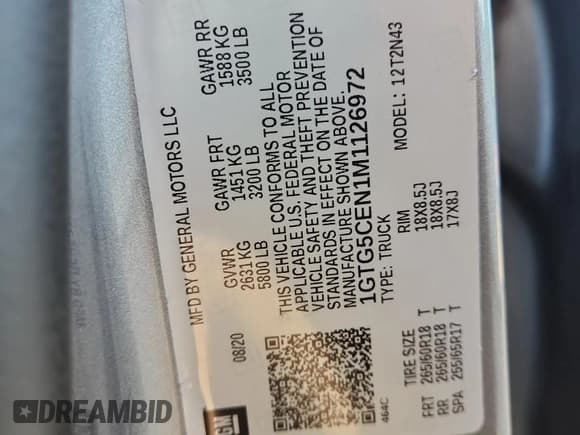 MFD BY GENERAL MOTORS LLC
08/20
GVWR
2631 KG
5800 LB
GAWR FRT
1451 KG
3200 LB
GAWR RR
1588 KG
3500 LB
THIS VEHICLE CONFORMS TO ALL
APPLICABLE U.S. FEDERAL MOTOR
VEHICLE SAFETY AND THEFT PREVENTION
STANDARDS IN EFFECT ON THE DATE OF
MANUFACTURE SHOWN ABOVE.
1GTG5CEN1M1126972
TYPE: TRUCK
MODEL: 12T2N43
464C
TIRE SIZE RIM
FRT 265/60R18 T 18X8.5J
RR 265/60R18 T 18X8.5J
SPA 255/65R17 T 17X8J
GM
DREAMBID